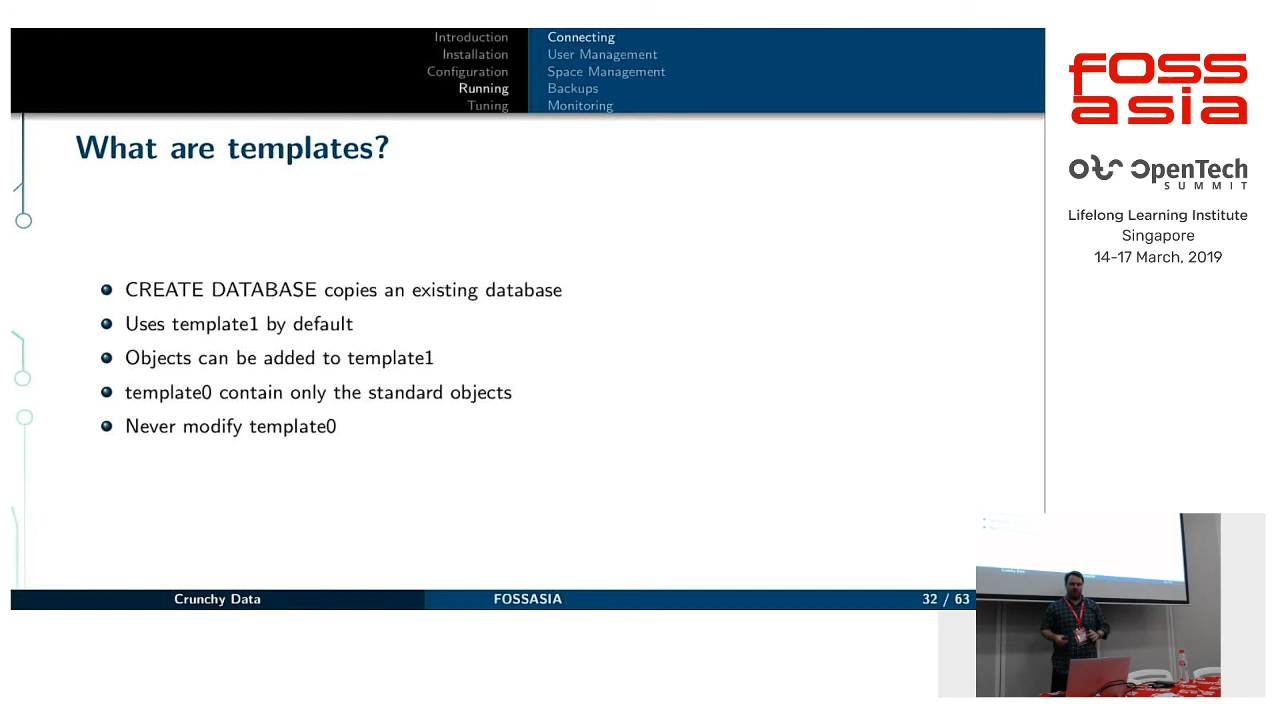 Introduction
Installation
Configuration
Running
Tuning
Connecting
User Management
Space Management
Backups
Monitoring
What are templates?
CREATE DATABASE copies an existing database
Uses template1 by default
Objects can be added to template1
template0 contain only the standard objects
Never modify template0
Crunchy Data
FOSSASIA
32 / 63
FOSS
asia
OpenTech
SUMMIT
Lifelong Learning Institute
Singapore
14-17 March, 2019